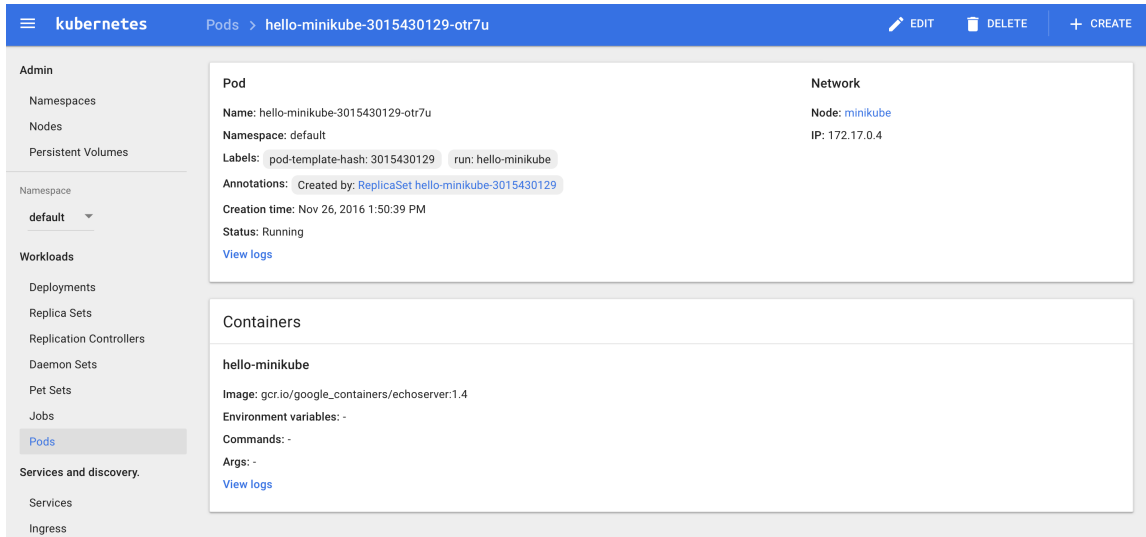 kubernetes Pods > hello-minikube-3015430129-otr7u EDIT DELETE + CREATE
Admin
Namespaces
Nodes
Persistent Volumes
Namespace
default
Workloads
Deployments
Replica Sets
Replication Controllers
Daemon Sets
Pet Sets
Jobs
Pods
Services and discovery.
Services
Ingress
Pod
Name: hello-minikube-3015430129-otr7u
Namespace: default
Labels: pod-template-hash: 3015430129 run: hello-minikube
Annotations: Created by: ReplicaSet hello-minikube-3015430129
Creation time: Nov 26, 2016 1:50:39 PM
Status: Running
View logs
Network
Node: minikube
IP: 172.17.0.4
Containers
hello-minikube
Image: gcr.io/google_containers/echoserver:1.4
Environment variables: -
Commands: -
Args: -
View logs